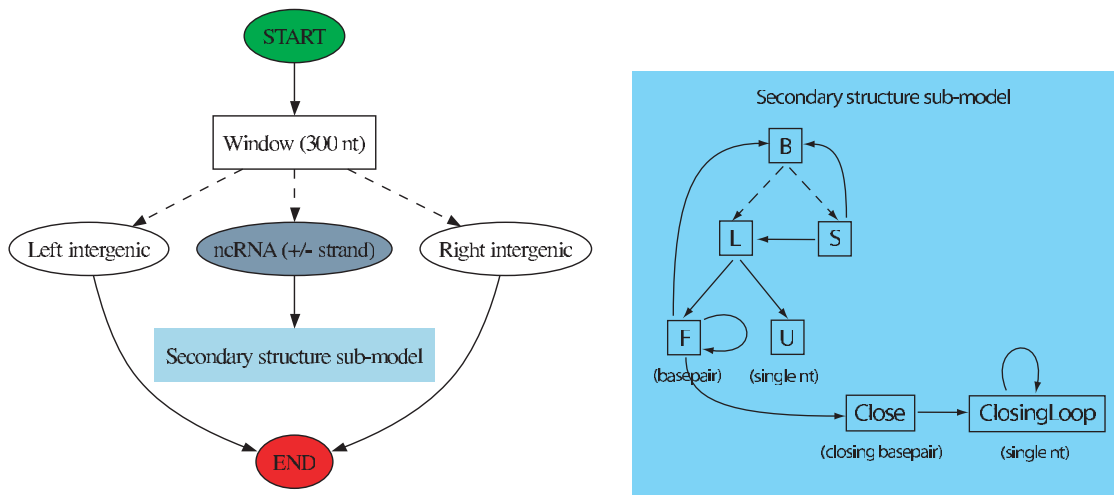 START
Window (300 nt)
Left intergenic
ncRNA (+/- strand)
Right intergenic
Secondary structure sub-model
END
Secondary structure sub-model
B
L
S
F
U
(basepair)
(single nt)
Close
ClosingLoop
(closing basepair)
(single nt)